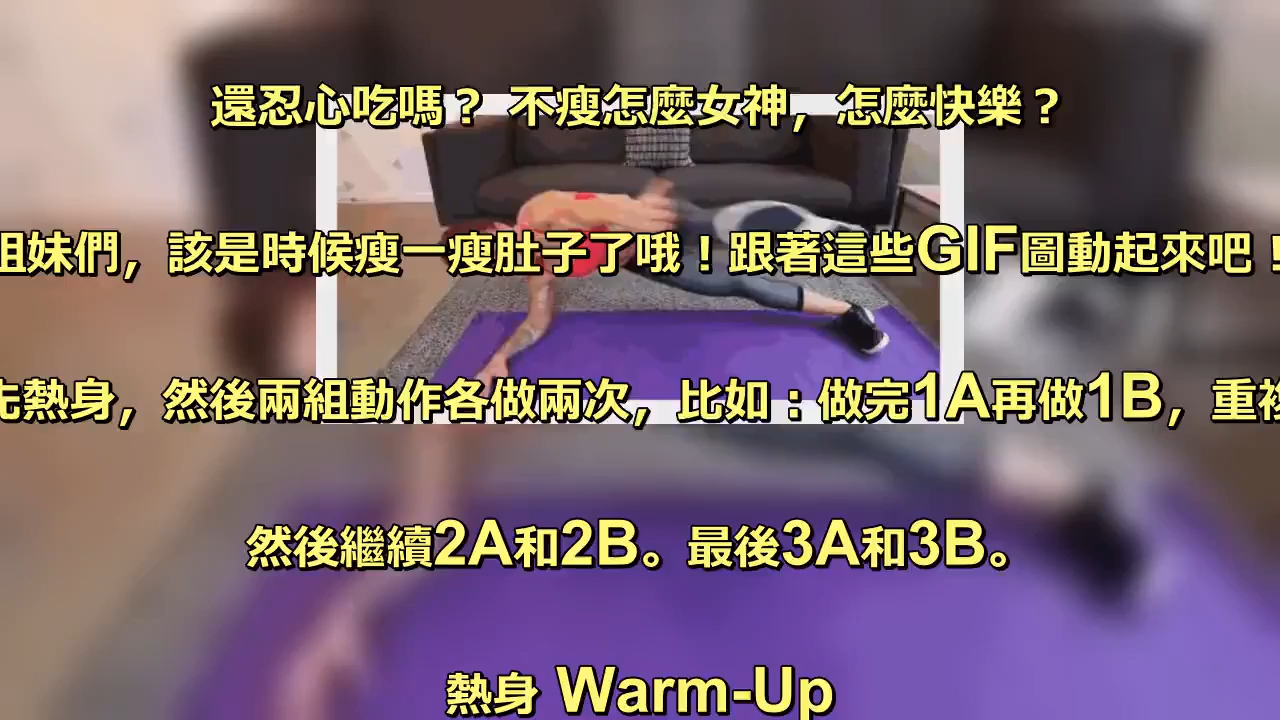 還忍心吃嗎？ 不瘦怎麼女神，怎麼快樂？
姐妹們，該是時候瘦一瘦肚子了哦！跟著這些GIF圖動起來吧！
先熱身，然後兩組動作各做兩次，比如：做完1A再做1B，重複
然後繼續2A和2B。最後3A和3B。
熱身 Warm-Up